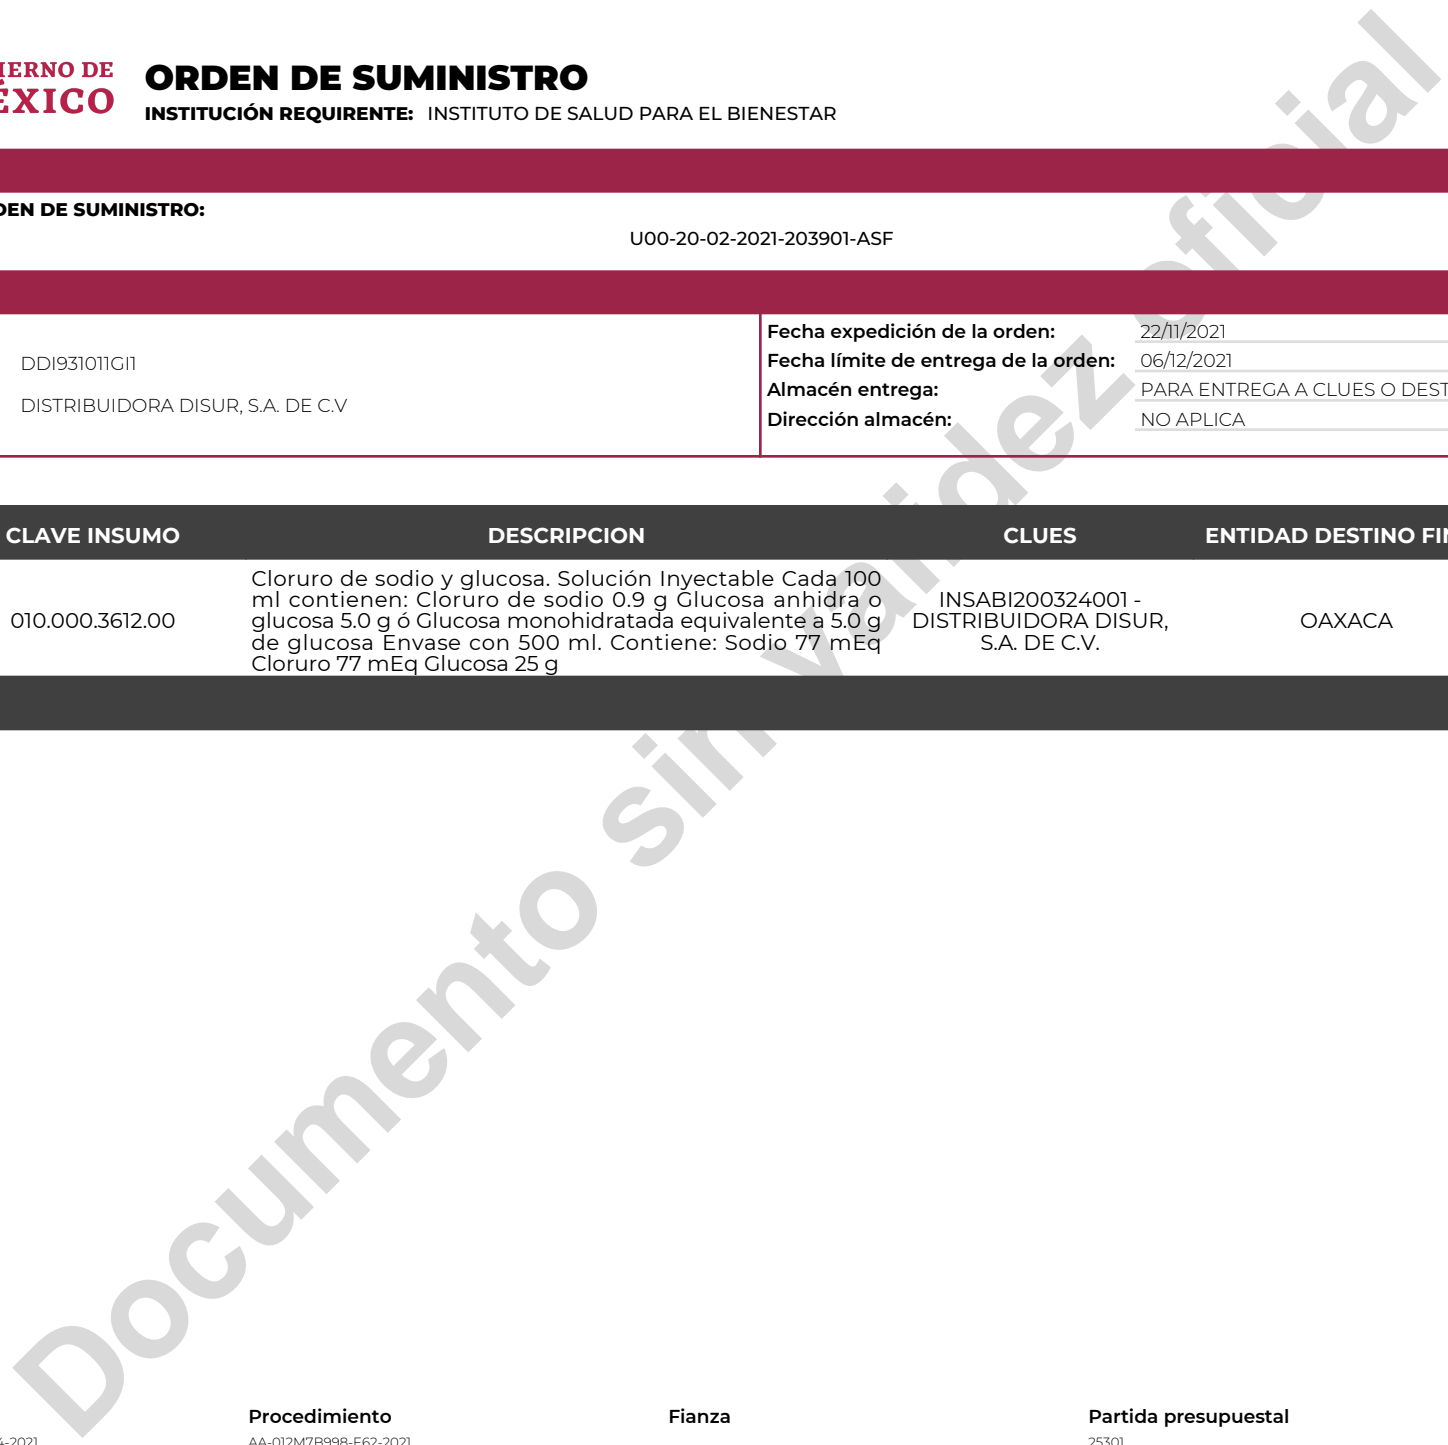 ORDEN DE SUMINISTRO
INSTITUCIÓN REQUIRENTE: INSTITUTO DE SALUD PARA EL BIENESTAR
DE
DE SUMINISTRO:
U00-20-02-2021-203901-ASF
DDI931011GI1
DISTRIBUIDORA DISUR, S.A. DE C.V
Fecha expedición de la orden: 22/11/2021
Fecha límite de entrega de la orden: 06/12/2021
Almacén entrega: PARA ENTREGA A CLUES O
Dirección almacén: NO APLICA
CLAVE INSUMO DESCRIPCION CLUES ENTIDAD DESTINO
010.000.3612.00
Cloruro de sodio y glucosa. Solución Inyectable Cada 100
ml contienen: Cloruro de sodio 0.9 g Glucosa anhidra o
glucosa 5.0 g ó Glucosa monohidratada equivalente a 5.0 g
de glucosa Envase con 500 ml. Contiene: Sodio 77 mEq
Cloruro 77 mEq Glucosa 25 g
INSABI200324001 -
DISTRIBUIDORA DISUR,
S.A. DE C.V.
OAXACA
Documento sin validez oficial
Procedimiento Fianza Partida presupuestal
AA-012M7B998-E62-2021 25301